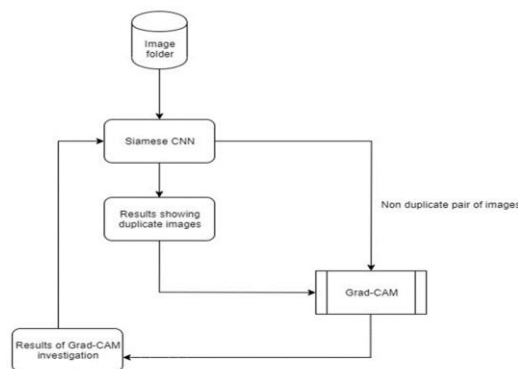 Image
folder
Siamese CNN
Results showing
duplicate images
Non duplicate pair of images
Grad-CAM
Results of Grad-CAM
investigation